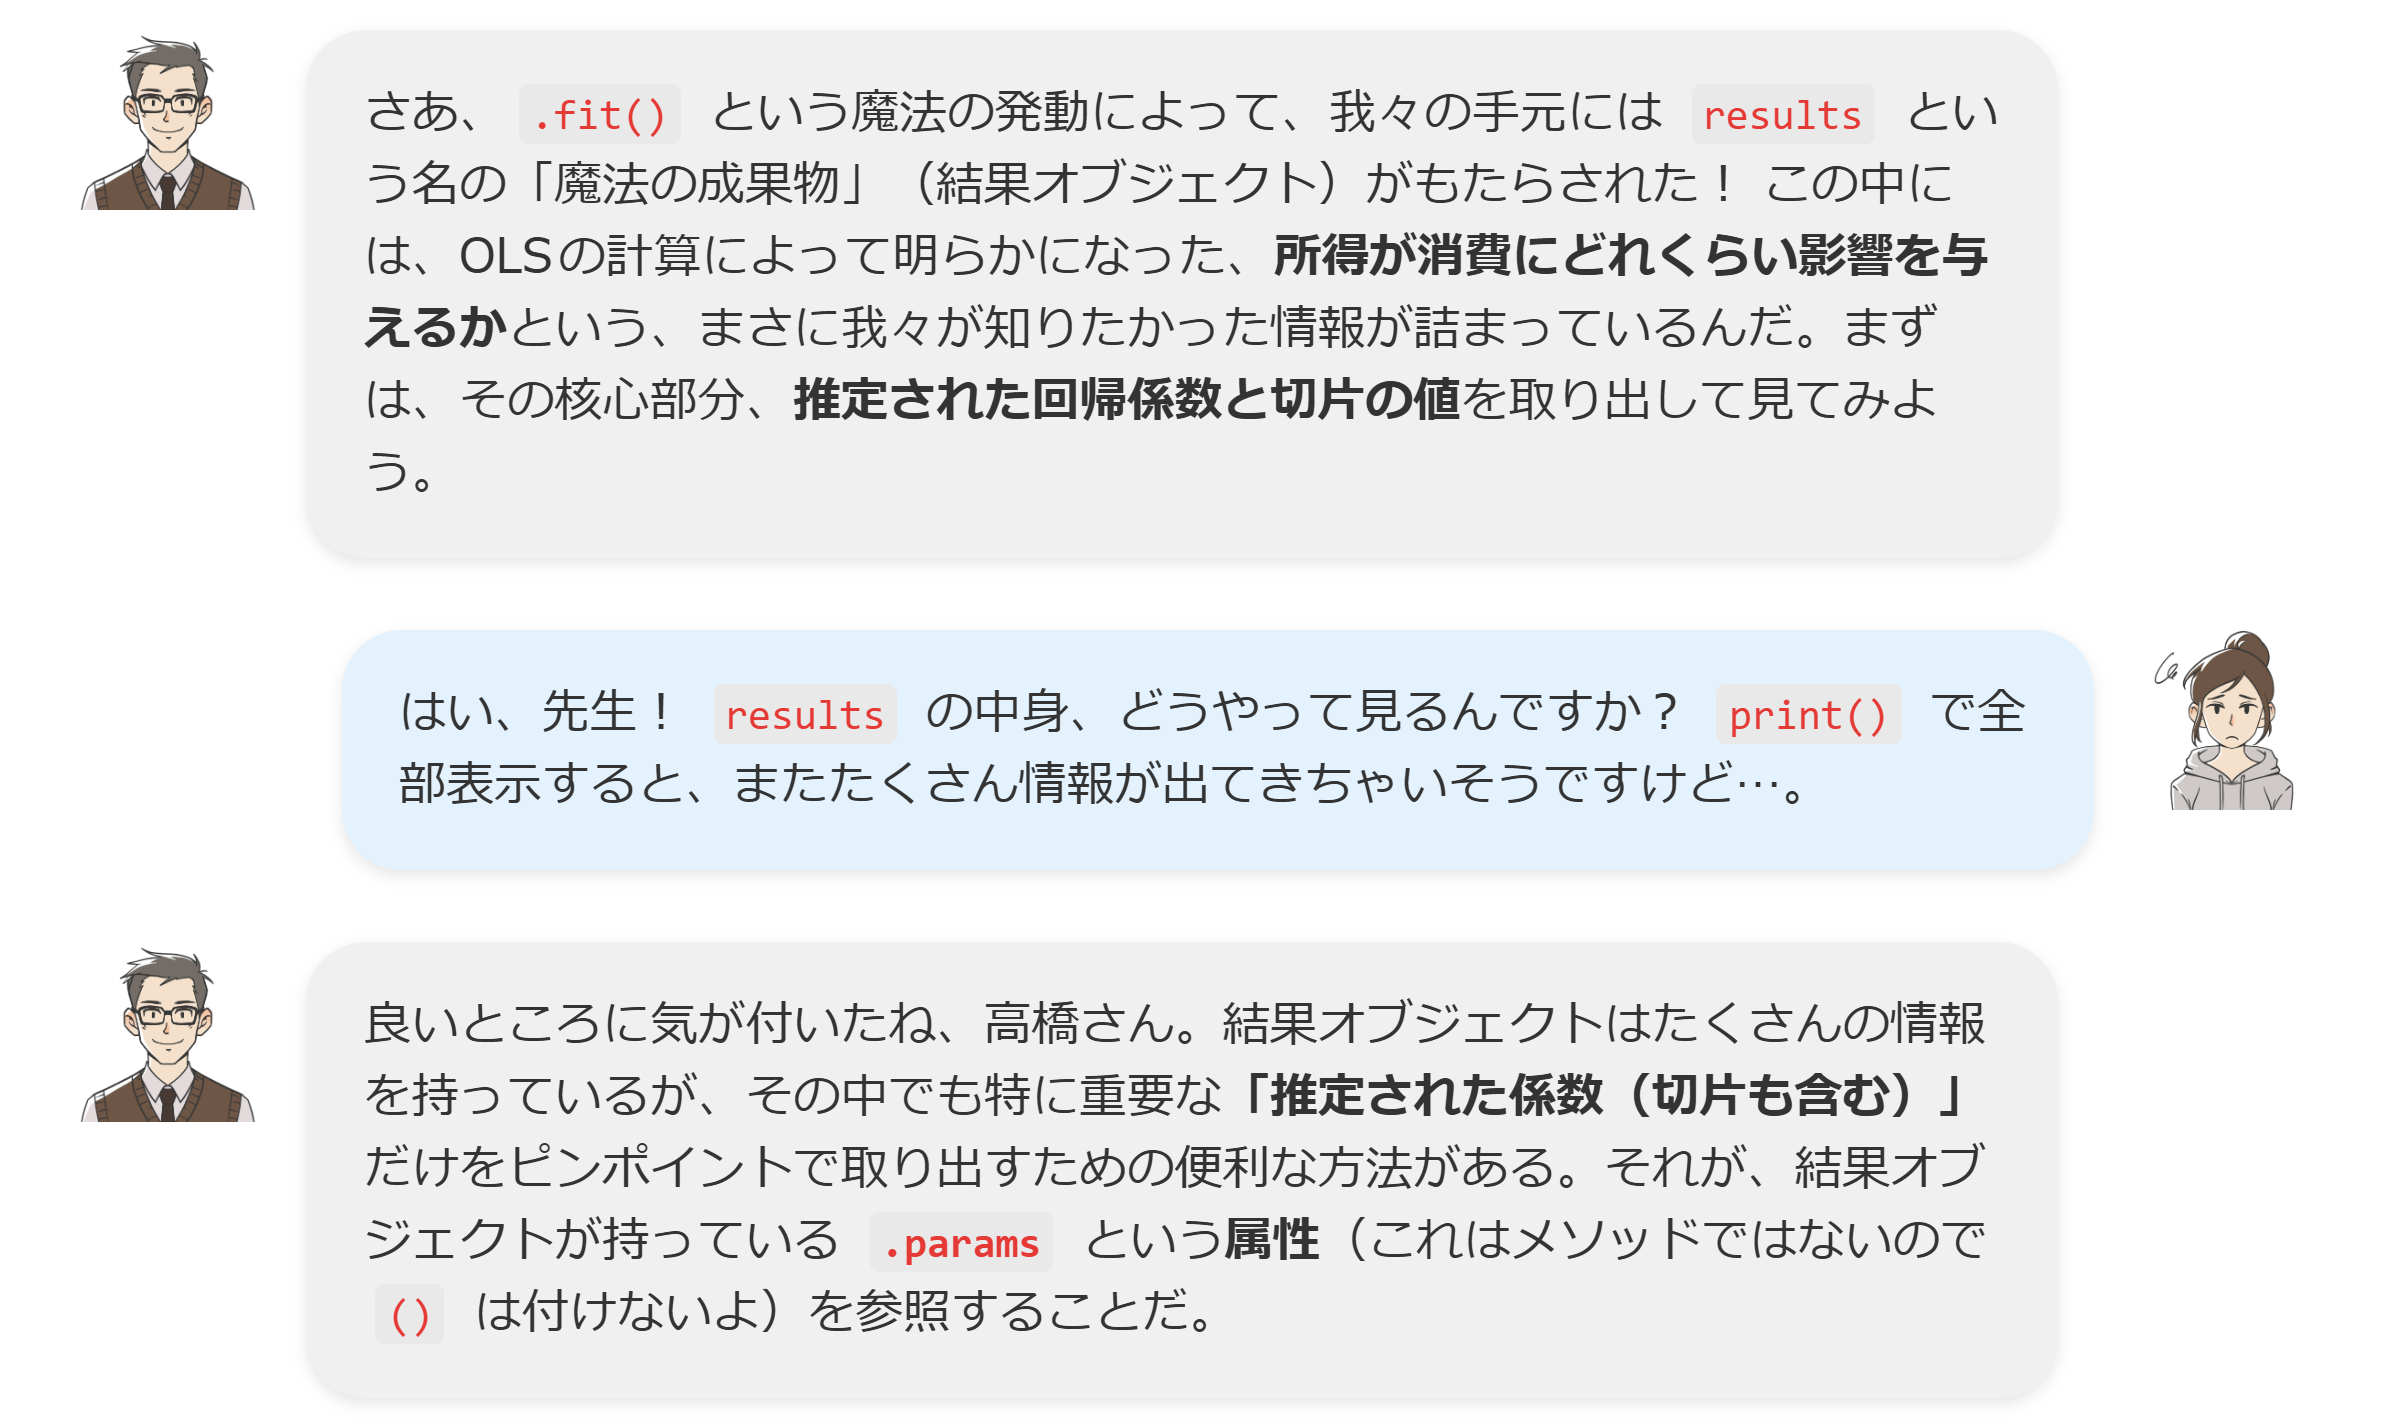 さあ、 .fit() という魔法の発動によって、我々の手元には results とい
う名の「魔法の成果物」（結果オブジェクト）がもたらされた！ この中に
は、OLSの計算によって明らかになった、所得が消費にどれくらい影響を与
えるかという、まさに我々が知りたかった情報が詰まっているんだ。まず
は、その核心部分、推定された回帰係数と切片の値を取り出して見てみよ
う。
はい、先生！ results の中身、どうやって見るんですか？ print() で全
部表示すると、またたくさん情報が出てきちゃいそうですけど…。
良いところに気が付いたね、高橋さん。結果オブジェクトはたくさんの情報
を持っているが、その中でも特に重要な「推定された係数（切片も含む）」
だけをピンポイントで取り出すための便利な方法がある。それが、結果オブ
ジェクトが持っている .params という属性（これはメソッドではないので
() は付けないよ）を参照することだ。